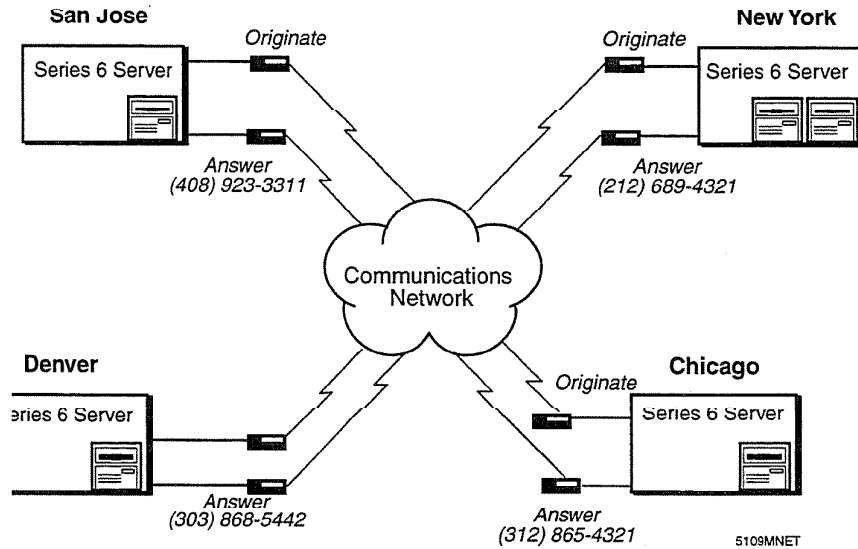 San Jose
New York
Originate
Originate
Series 6 Server
Series 6 Server
Answer
(408) 923-3311
Answer
(212) 689-4321
Communications
Network
Denver
Chicago
Originate
eries 6 Server
Series 6 Server
Answer
(303) 868-5442
Answer
(312) 865-4321
5109MNET